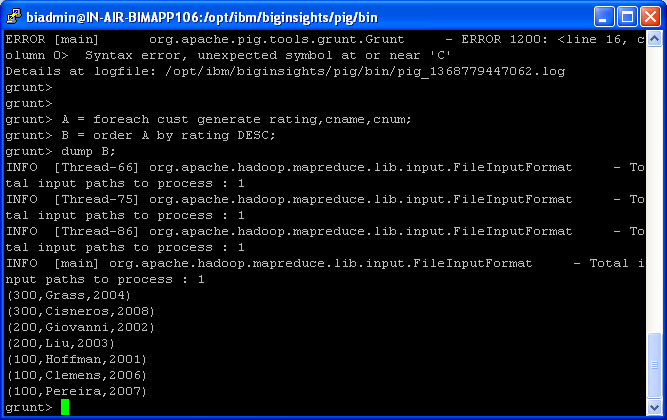 biadmin@IN-AIR-BIMAPP106:/opt/ibm/biginsights/pig/bin
ERROR [main]     org.apache.pig.tools.grunt.Grunt     - ERROR 1200: <line 16, c
olumn 0>  Syntax error, unexpected symbol at or near 'C'
Details at logfile: /opt/ibm/biginsights/pig/bin/pig_1368779447062.log
grunt>
grunt>
grunt> A = foreach cust generate rating,cname,cnum;
grunt> B = order A by rating DESC;
grunt> dump B;
INFO  [Thread-66] org.apache.hadoop.mapreduce.lib.input.FileInputFormat     - To
tal input paths to process : 1
INFO  [Thread-75] org.apache.hadoop.mapreduce.lib.input.FileInputFormat     - To
tal input paths to process : 1
INFO  [Thread-86] org.apache.hadoop.mapreduce.lib.input.FileInputFormat     - To
tal input paths to process : 1
INFO  [main] org.apache.hadoop.mapreduce.lib.input.FileInputFormat     - Total i
nput paths to process : 1
(300,Grass,2004)
(300,Cisneros,2008)
(200,Giovanni,2002)
(200,Liu,2003)
(100,Hoffman,2001)
(100,Clemens,2006)
(100,Pereira,2007)
grunt>